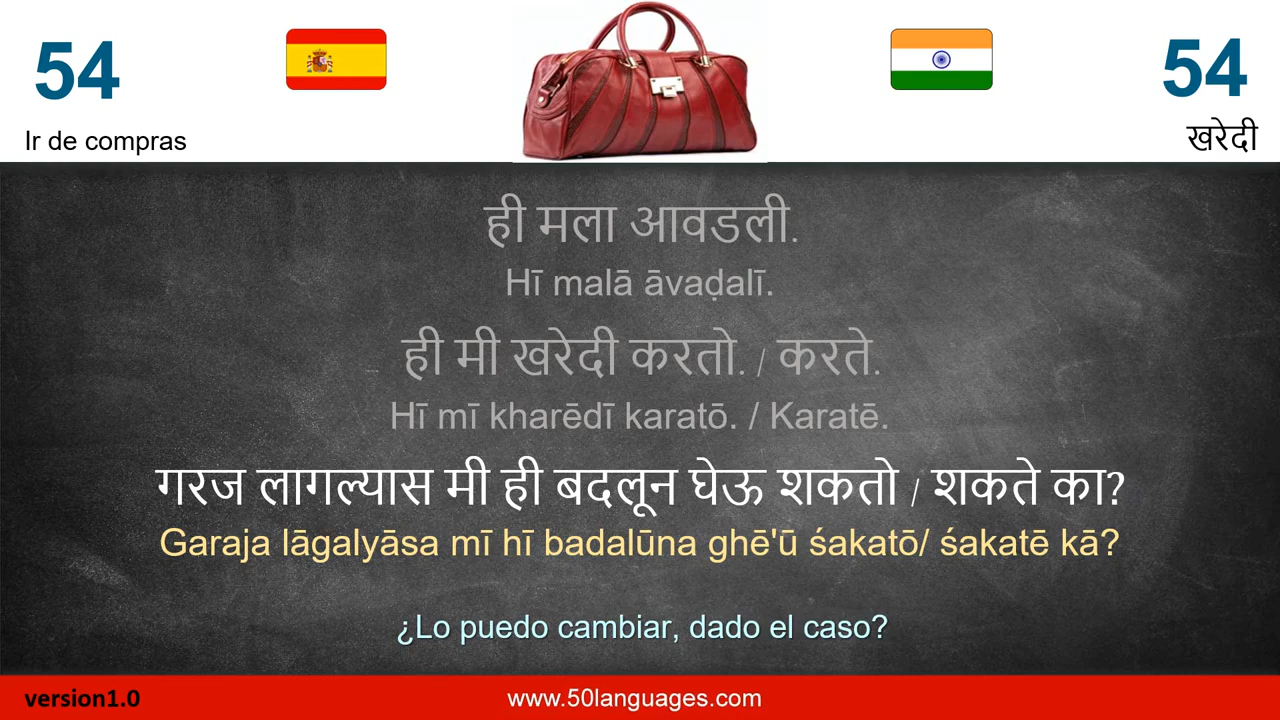 54
54
Ir de compras
खरेदी
ही मला आवडली.
Hī malā āvaḍalī.
ही मी खरेदी करतो. / करते.
Hī mī kharēdī karatō. / Karatē.
गरज लागल्यास मी ही बदलून घेऊ शकतो / शकते का?
Garaja lāgalyāsa mī hī badalūna ghē'ū śakatō/ śakatē kā?
¿Lo puedo cambiar, dado el caso?
version1.0
www.50languages.com